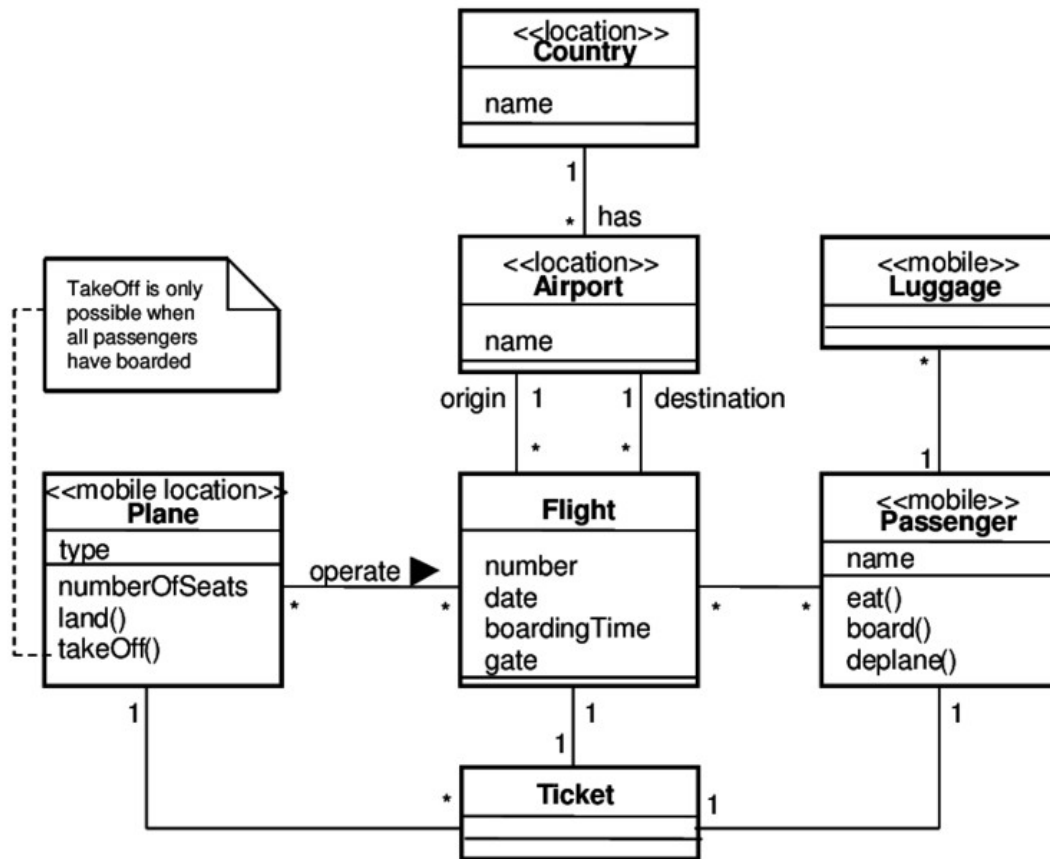 <<location>>
Country
name
1
* has
<<location>>
Airport
name
<<mobile>>
Luggage
TakeOff is only
possible when
all passengers
have boarded
origin 1 1 destination
* *
*
1
<<mobile location>>
Plane
type
numberOfSeats
land()
takeOff()
operate ▶
* *
Flight
number
date
boardingTime
gate
* *
<<mobile>>
Passenger
name
eat()
board()
deplane()
1 1 1
1
* Ticket 1